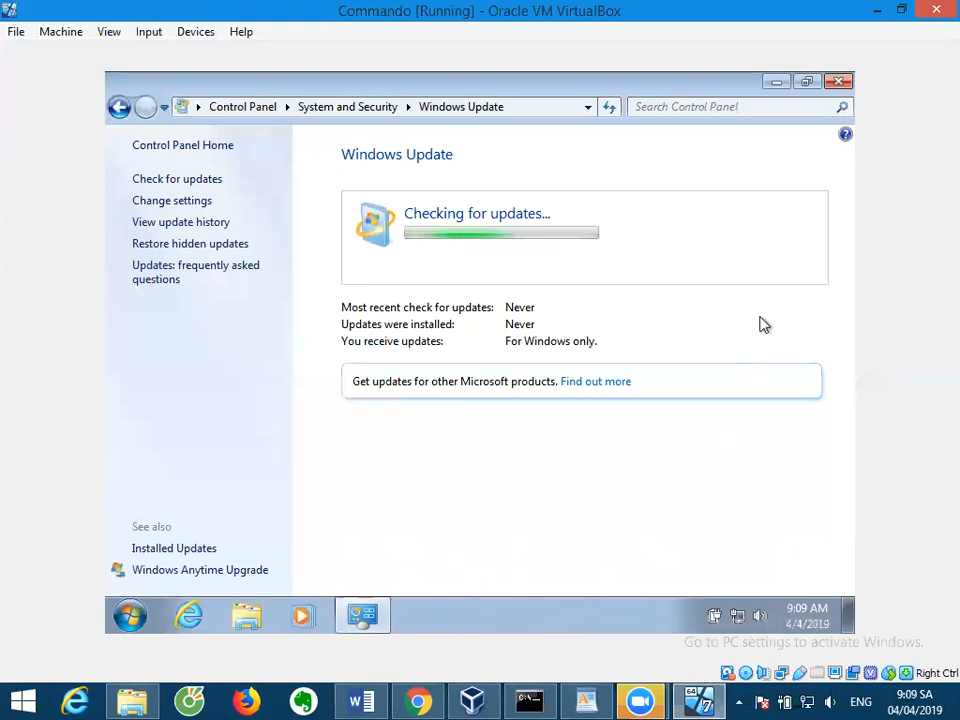 Commando [Running] - Oracle VM VirtualBox
File Machine View Input Devices Help
Control Panel System and Security Windows Update
Search Control Panel
Control Panel Home
Check for updates
Change settings
View update history
Restore hidden updates
Updates: frequently asked
questions
Windows Update
Checking for updates...
Most recent check for updates: Never
Updates were installed: Never
You receive updates: For Windows only.
Get updates for other Microsoft products. Find out more
See also
Installed Updates
Windows Anytime Upgrade
9:09 AM
4/4/2019
Go to PC settings to activate Windows.
Right Ctrl
64
7
ENG
9:09 SA
04/04/2019